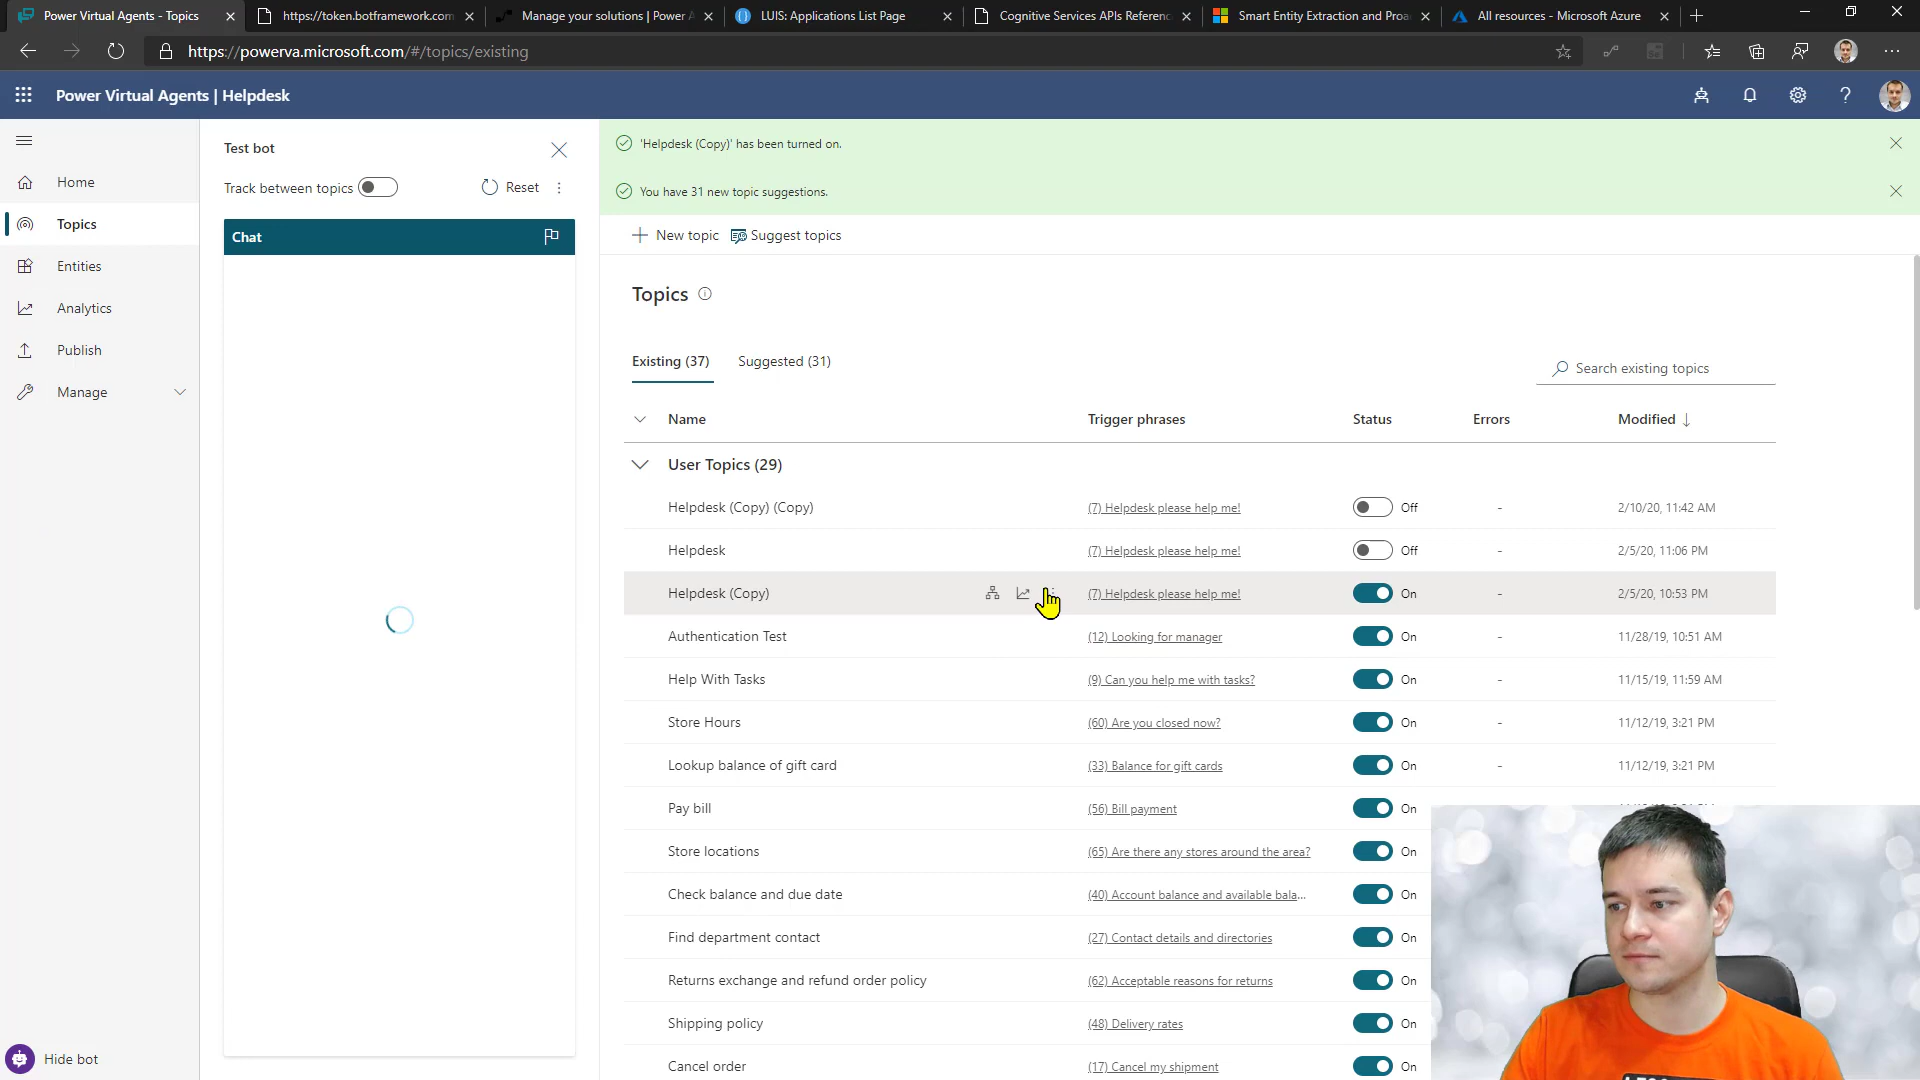 Power Virtual Agents - Topics
https://token.botframework.com
Manage your solutions | Power A
LUIS: Applications List Page
Cognitive Services APIs Referenc
Smart Entity Extraction and Proa
All resources - Microsoft Azure
https://powerva.microsoft.com/#/topics/existing
Power Virtual Agents | Helpdesk
Home
Topics
Entities
Analytics
Publish
Manage
Hide bot
Test bot
Track between topics
Reset
Chat
'Helpdesk (Copy)' has been turned on.
You have 31 new topic suggestions.
New topic
Suggest topics
Topics
Existing (37)
Suggested (31)
Search existing topics
Name Trigger phrases Status Errors Modified
User Topics (29)
Helpdesk (Copy) (Copy) (7) Helpdesk please help me! Off - 2/10/20, 11:42 AM
Helpdesk (7) Helpdesk please help me! Off - 2/5/20, 11:06 PM
Helpdesk (Copy) (7) Helpdesk please help me! On - 2/5/20, 10:53 PM
Authentication Test (12) Looking for manager On - 11/28/19, 10:51 AM
Help With Tasks (9) Can you help me with tasks? On - 11/15/19, 11:59 AM
Store Hours (60) Are you closed now? On - 11/12/19, 3:21 PM
Lookup balance of gift card (33) Balance for gift cards On - 11/12/19, 3:21 PM
Pay bill (56) Bill payment On
Store locations (65) Are there any stores around the area? On
Check balance and due date (40) Account balance and available bala... On
Find department contact (27) Contact details and directories On
Returns exchange and refund order policy (62) Acceptable reasons for returns On
Shipping policy (48) Delivery rates On
Cancel order (17) Cancel my shipment On